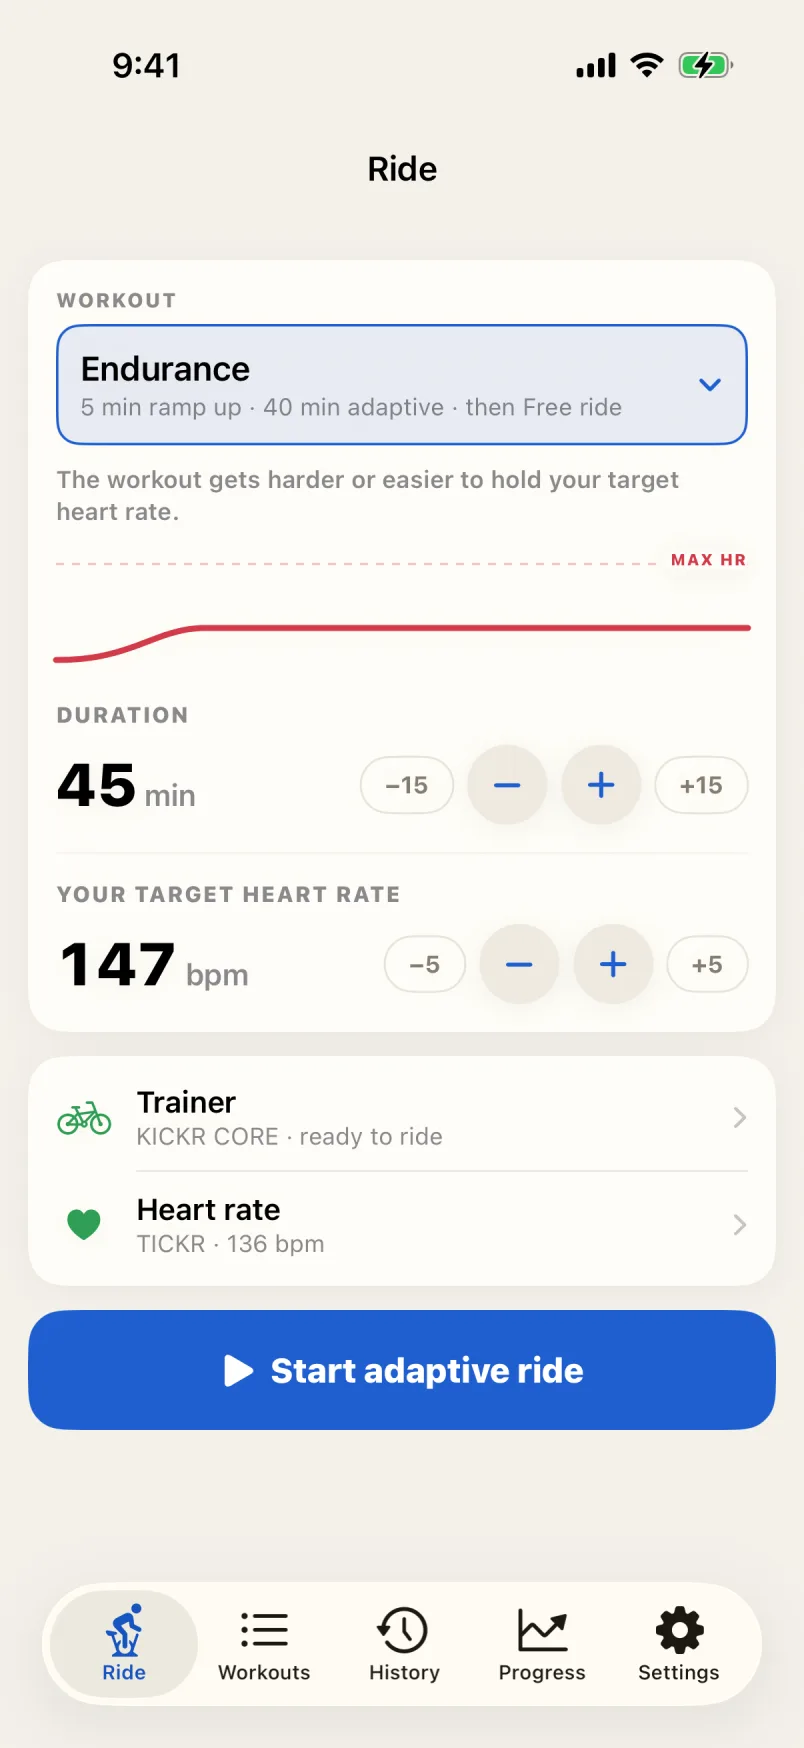 9:41
Ride
WORKOUT
Endurance
5 min ramp up · 40 min adaptive · then Free ride
The workout gets harder or easier to hold your target
heart rate.
MAX HR
DURATION
45 min
−15
+15
YOUR TARGET HEART RATE
147 bpm
−5
+5
Trainer
KICKR CORE · ready to ride
Heart rate
TICKR · 136 bpm
Start adaptive ride
Ride
Workouts
History
Progress
Settings